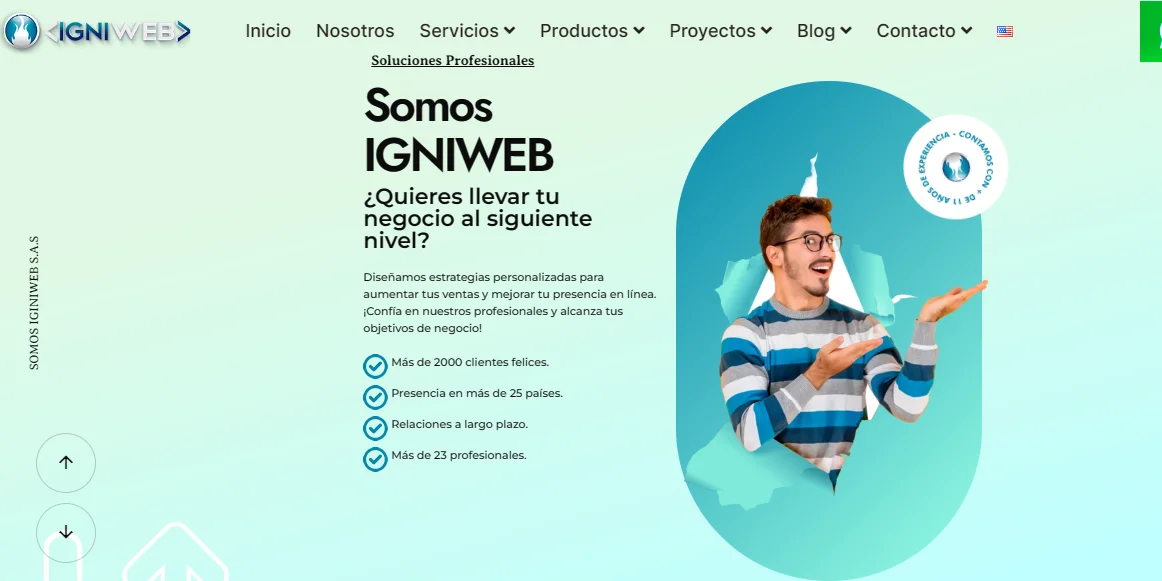 <IGNIWEB>
Inicio
Nosotros
Servicios
Productos
Proyectos
Blog
Contacto
Soluciones Profesionales
Somos
IGNIWEB
¿Quieres llevar tu
negocio al siguiente
nivel?
Diseñamos estrategias personalizadas para
aumentar tus ventas y mejorar tu presencia en línea.
¡Confía en nuestros profesionales y alcanza tus
objetivos de negocio!
Más de 2000 clientes felices.
Presencia en más de 25 países.
Relaciones a largo plazo.
Más de 23 profesionales.
CONTAMOS CON + DE 11 AÑOS DE EXPERIENCIA -
SOMOS IGINIWEB S.A.S